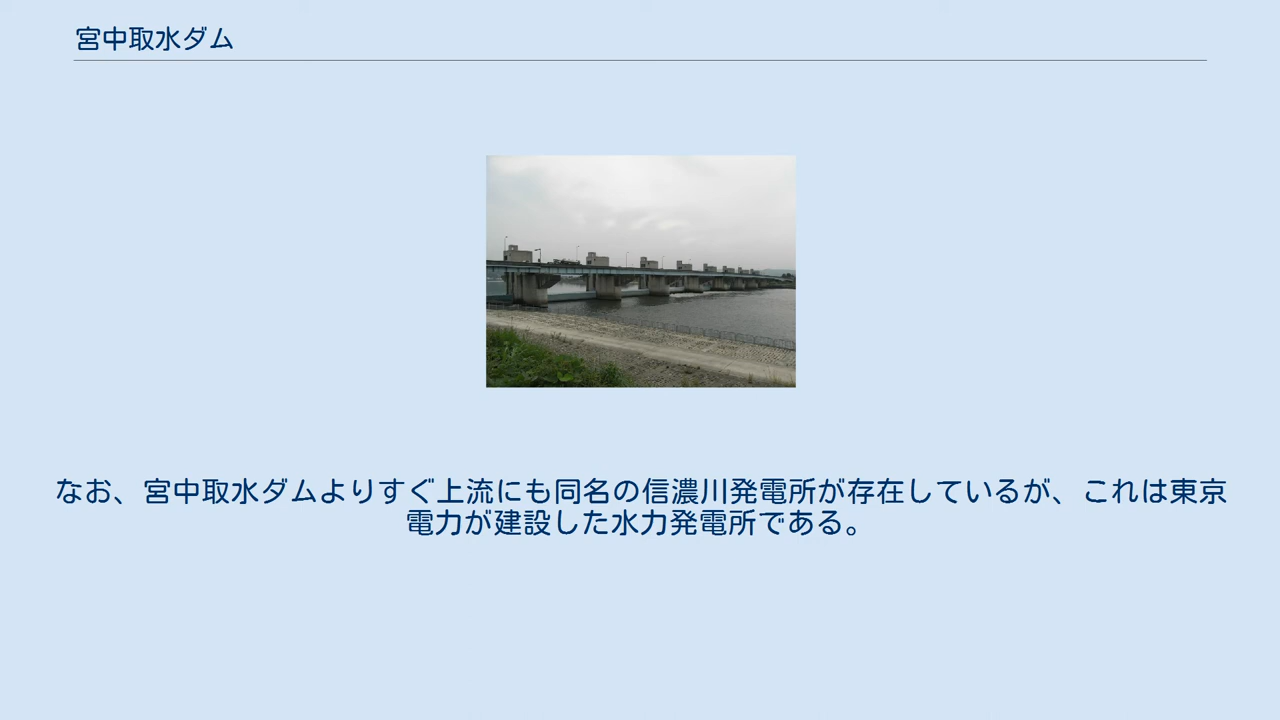 宮中取水ダム
なお、宮中取水ダムよりすぐ上流にも同名の信濃川発電所が存在しているが、これは東京
電力が建設した水力発電所である。